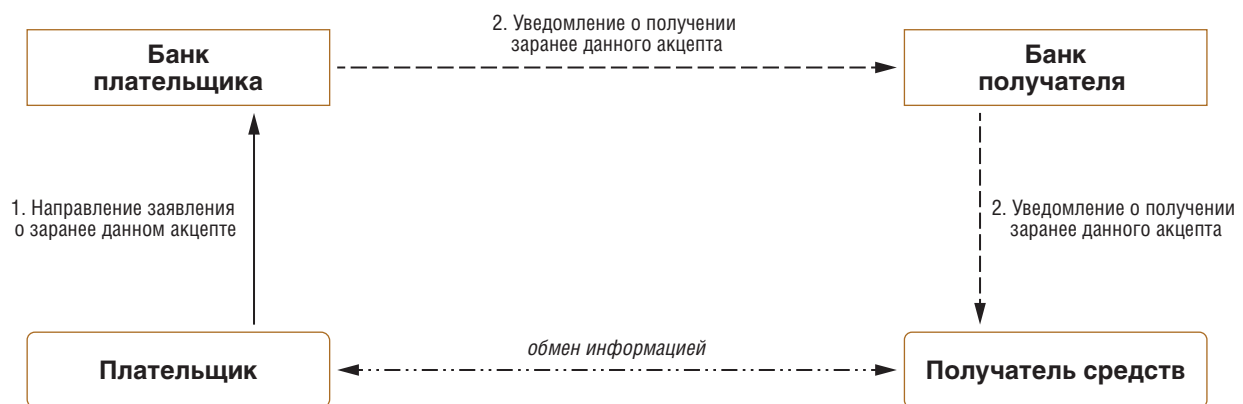 2. Уведомление о получении
заранее данного акцепта
Банк
плательщика
Банк
получателя
1. Направление заявления
о заранее данном акцепте
2. Уведомление о получении
заранее данного акцепта
обмен информацией
Плательщик
Получатель средств